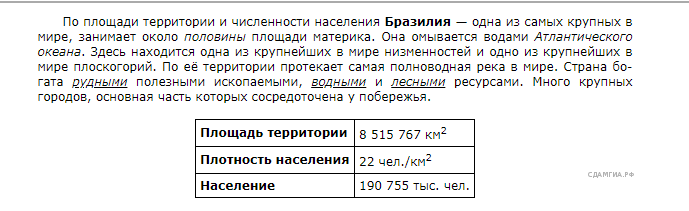 По площади территории и численности населения Бразилия — одна из самых крупных в
мире, занимает около половины площади материка. Она омывается водами Атлантического
океана. Здесь находится одна из крупнейших в мире низменностей и одно из крупнейших в
мире плоскогорий. По её территории протекает самая полноводная река в мире. Страна бо-
гата рудными полезными ископаемыми, водными и лесными ресурсами. Много крупных
городов, основная часть которых сосредоточена у побережья.
Площадь территории 8 515 767 км²
Плотность населения 22 чел./км²
Население 190 755 тыс. чел.
СДАМГИА.РФ